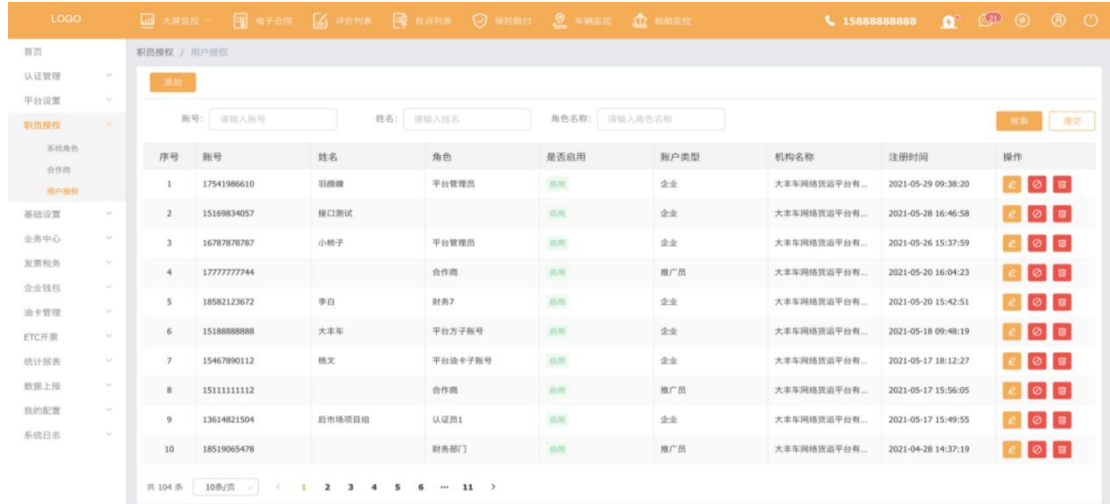 LOGO 大屏监控 电子合同 评价列表 投诉列表 保险赔付 车辆监控 船舶监控 15888888888 21
首页
认证管理
平台设置
职员授权
系统角色
合作商
用户授权
基础设置
业务中心
发票税务
企业钱包
油卡管理
ETC开票
统计报表
数据上报
我的配置
系统日志
职员授权 / 用户授权
添加
账号: 请输入账号 姓名: 请输入姓名 角色名称: 请输入角色名称 搜索 清空
序号 账号 姓名 角色 是否启用 账户类型 机构名称 注册时间 操作
1 17541986610 平台管理员 启用 企业 大丰车网络货运平台有... 2021-05-29 09:38:20
2 15169834057 接口测试 启用 企业 大丰车网络货运平台有... 2021-05-28 16:46:58
3 16787878787 小柿子 平台管理员 启用 企业 大丰车网络货运平台有... 2021-05-26 15:37:59
4 17777777744 合作商 启用 推广员 大丰车网络货运平台有... 2021-05-20 16:04:23
5 18582123672 李白 财务7 启用 企业 大丰车网络货运平台有... 2021-05-20 15:42:51
6 15188888888 大丰车 平台方子账号 启用 企业 大丰车网络货运平台有... 2021-05-18 09:48:19
7 15467890112 杨文 平台油卡子账号 启用 企业 大丰车网络货运平台有... 2021-05-17 18:12:27
8 15111111112 合作商 启用 推广员 大丰车网络货运平台有... 2021-05-17 15:56:05
9 13614821504 后市场项目组 认证员1 启用 企业 大丰车网络货运平台有... 2021-05-17 15:49:55
10 18519065478 财务部门 启用 推广员 大丰车网络货运平台有... 2021-04-28 14:37:19
共 104 条 10条/页 < 1 2 3 4 5 6 ··· 11 >